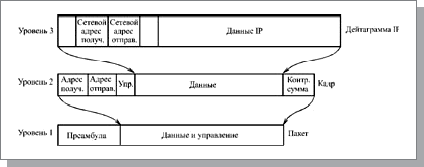 Уровень 3
Сетевой адрес получ.
Сетевой адрес отправ.
Данные IP
Дейтаграмма IP
Уровень 2
Адрес получ.
Адрес отправ.
Упр.
Данные
Контр. сумма
Кадр
Уровень 1
Преамбула
Данные и управление
Пакет